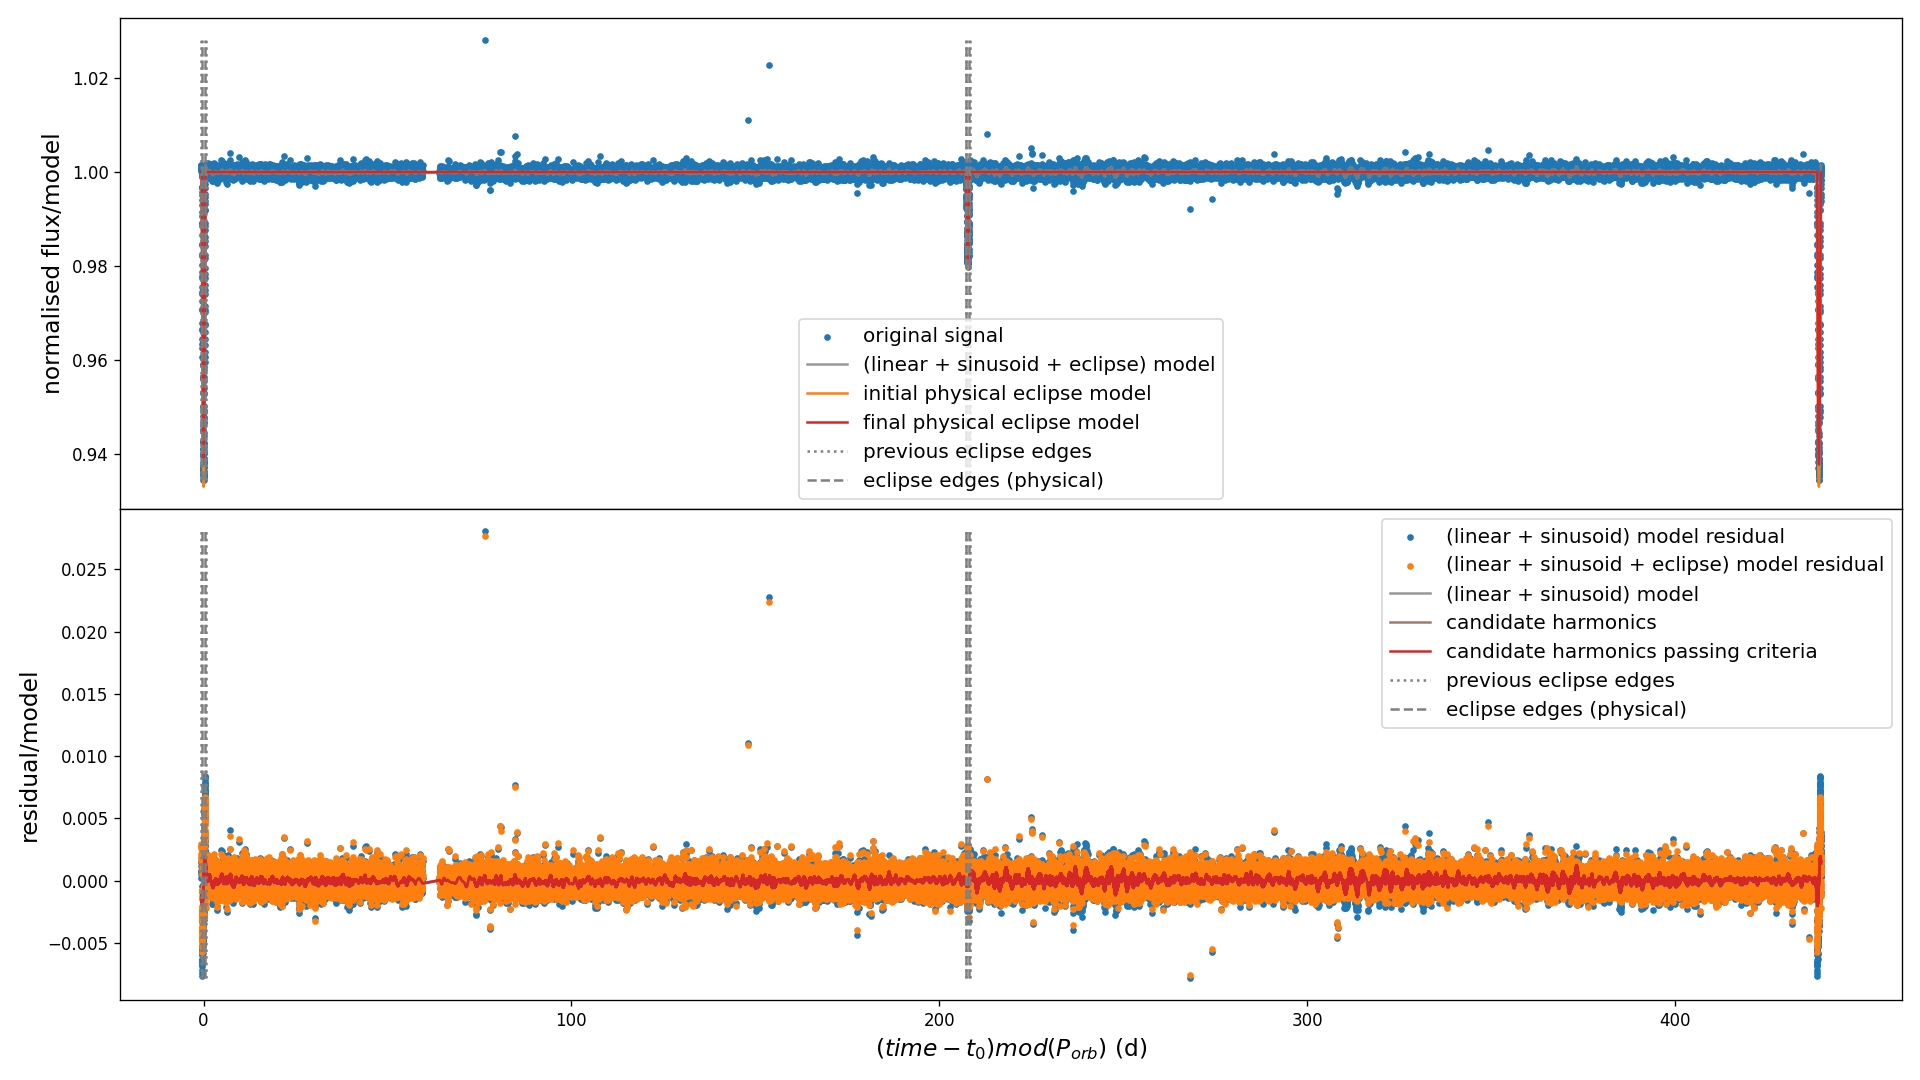 normalised flux/model
1.02
1.00
0.98
0.96
0.94
original signal
(linear + sinusoid + eclipse) model
initial physical eclipse model
final physical eclipse model
previous eclipse edges
eclipse edges (physical)
residual/model
0.025
0.020
0.015
0.010
0.005
0.000
−0.005
(linear + sinusoid) model residual
(linear + sinusoid + eclipse) model residual
(linear + sinusoid) model
candidate harmonics
candidate harmonics passing criteria
previous eclipse edges
eclipse edges (physical)
0 100 200 300 400
(time − t₀)mod(Pₒᵣb) (d)